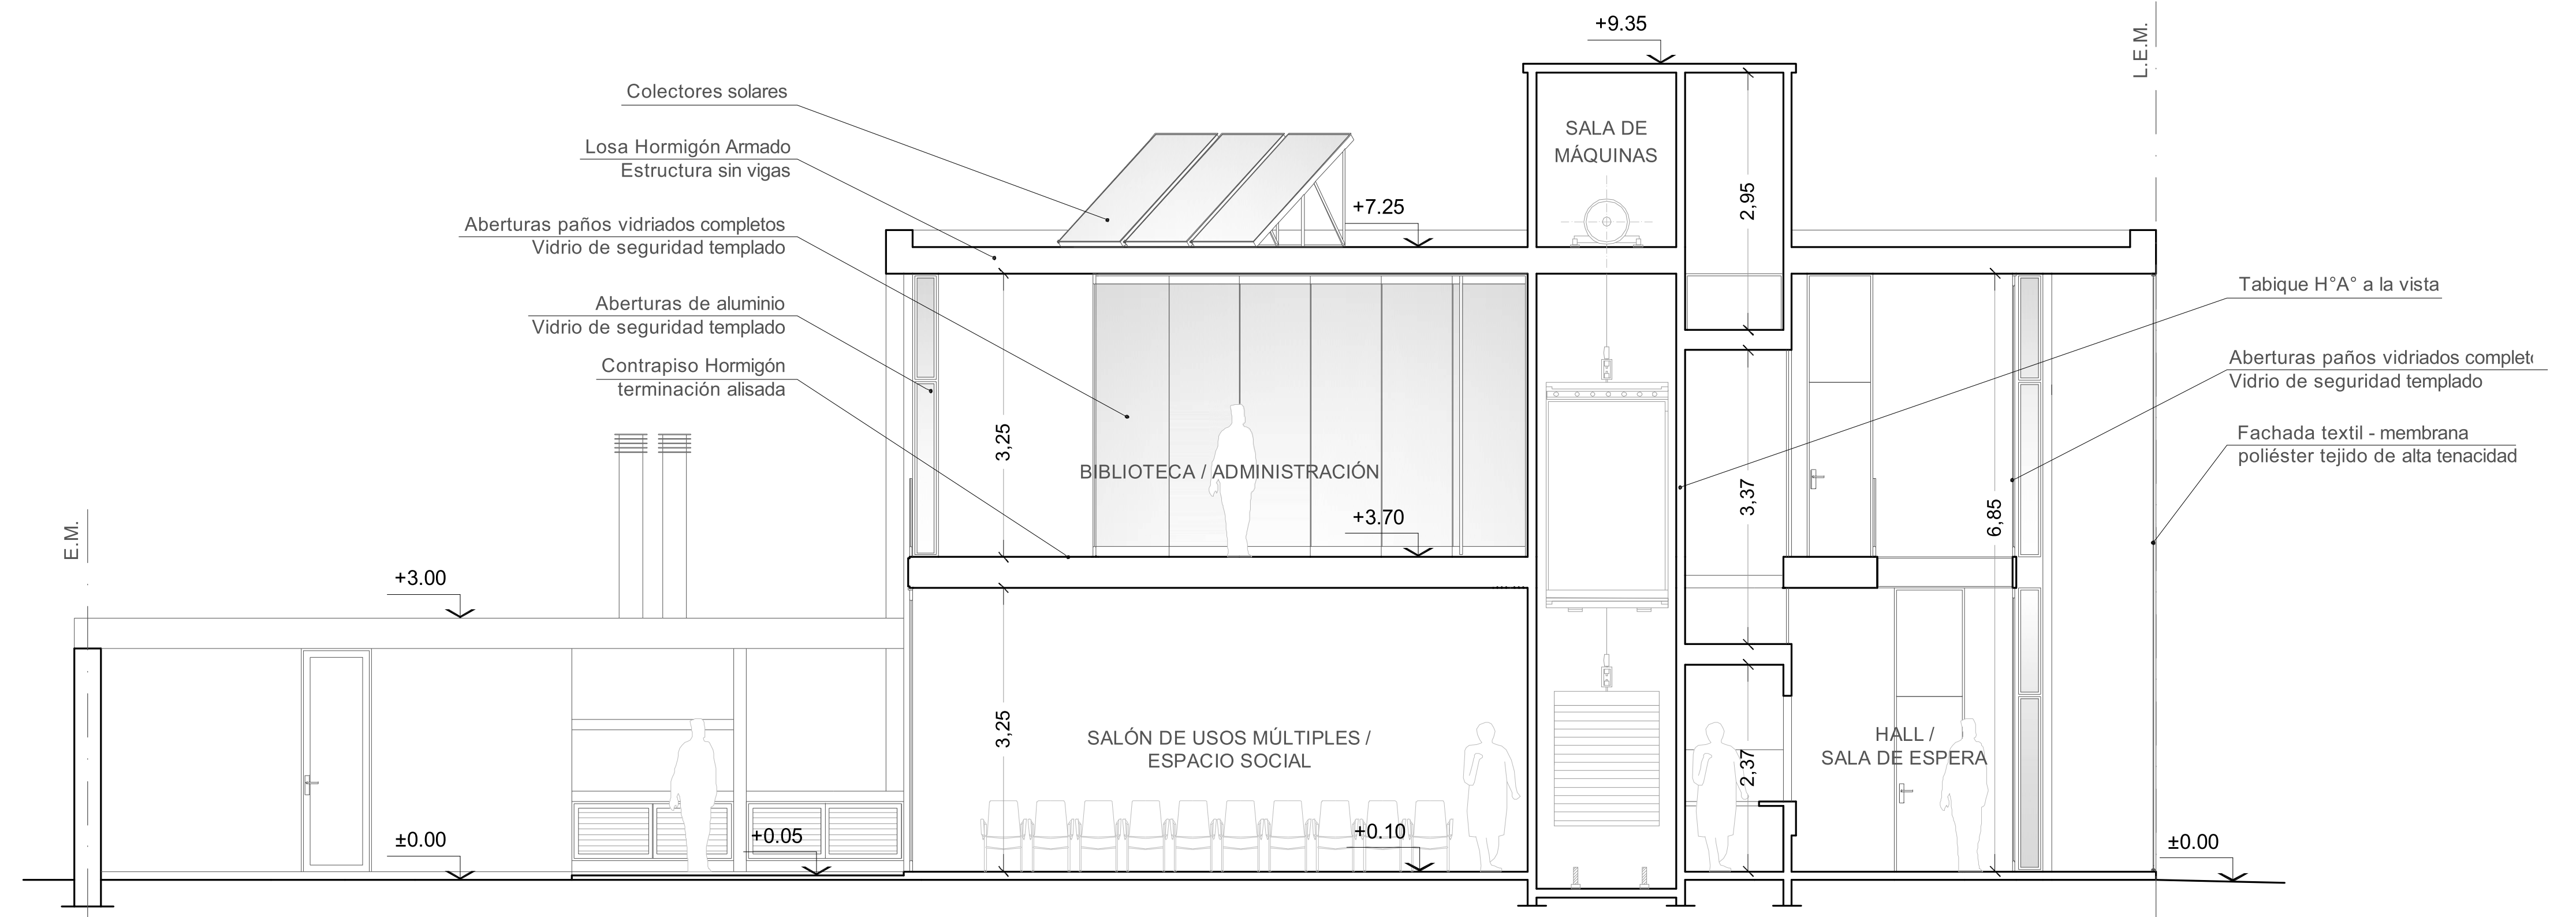 +9.35
L.E.M.
Colectores solares
Losa Hormigón Armado
Estructura sin vigas
SALA DE
MÁQUINAS
2,95
+7.25
Aberturas paños vidriados completos
Vidrio de seguridad templado
Aberturas de aluminio
Vidrio de seguridad templado
Contrapiso Hormigón
terminación alisada
Tabique H°A° a la vista
Aberturas paños vidriados complet
Vidrio de seguridad templado
Fachada textil - membrana
poliéster tejido de alta tenacidad
3,25
BIBLIOTECA / ADMINISTRACIÓN
3,37
6,85
+3.70
E.M.
+3.00
3,25
SALÓN DE USOS MÚLTIPLES /
ESPACIO SOCIAL
2,37
HALL /
SALA DE ESPERA
±0.00
+0.05
+0.10
±0.00